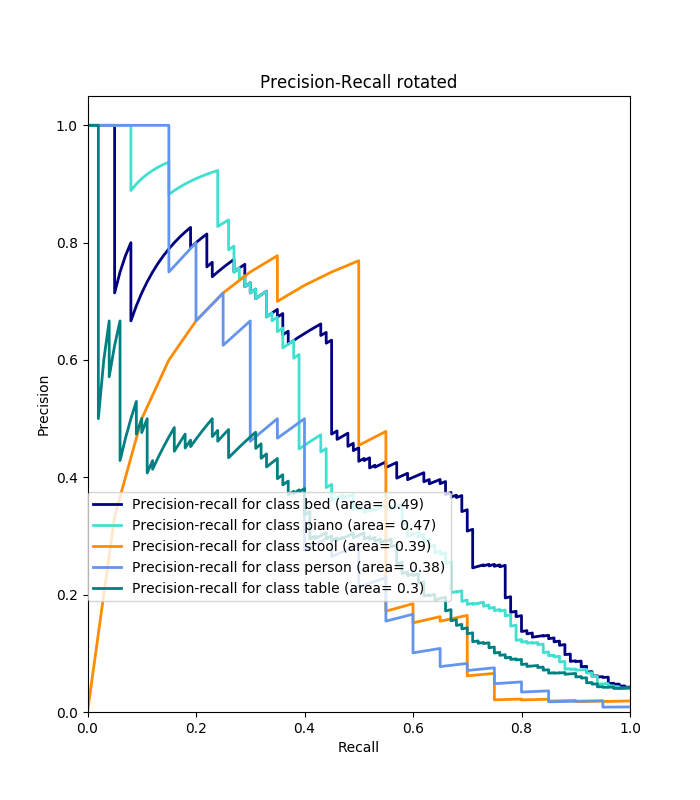 Precision-Recall rotated
1.0
0.8
0.6
0.4
0.2
0.0
Precision
Precision-recall for class bed (area= 0.49)
Precision-recall for class piano (area= 0.47)
Precision-recall for class stool (area= 0.39)
Precision-recall for class person (area= 0.38)
Precision-recall for class table (area= 0.3)
0.0 0.2 0.4 0.6 0.8 1.0
Recall